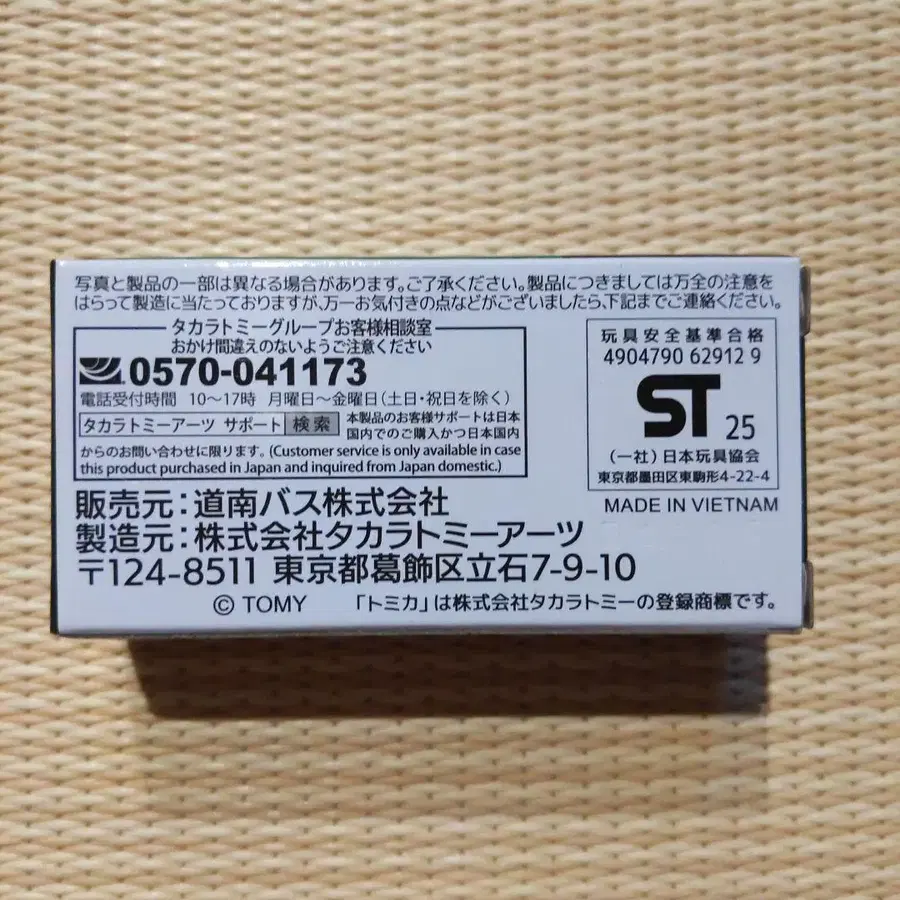 写真と製品の一部は異なる場合があります。ご了承ください。製品につきましては万全の注意を
はらって製造に当たっておりますが、万一お気付きの点などがございましたら、下記までご連絡ください。
タカラトミーグループお客様相談室
おかけ間違えのないようご注意ください
0570-041173
電話受付時間 10〜17時 月曜日〜金曜日(土日・祝日を除く)
タカラトミーアーツ サポート 検索
本製品のお客様サポートは日本
国内でのご購入かつ日本国内
からのお問い合わせに限ります。(Customer service is only available in case
this product purchased in Japan and inquired from Japan domestic.)
玩具安全基準合格
4904790 62912 9
ST 25
(一社)日本玩具協会
東京都墨田区東駒形4-22-4
MADE IN VIETNAM
販売元:道南バス株式会社
製造元:株式会社タカラトミーアーツ
〒124-8511 東京都葛飾区立石7-9-10
© TOMY 「トミカ」は株式会社タカラトミーの登録商標です。